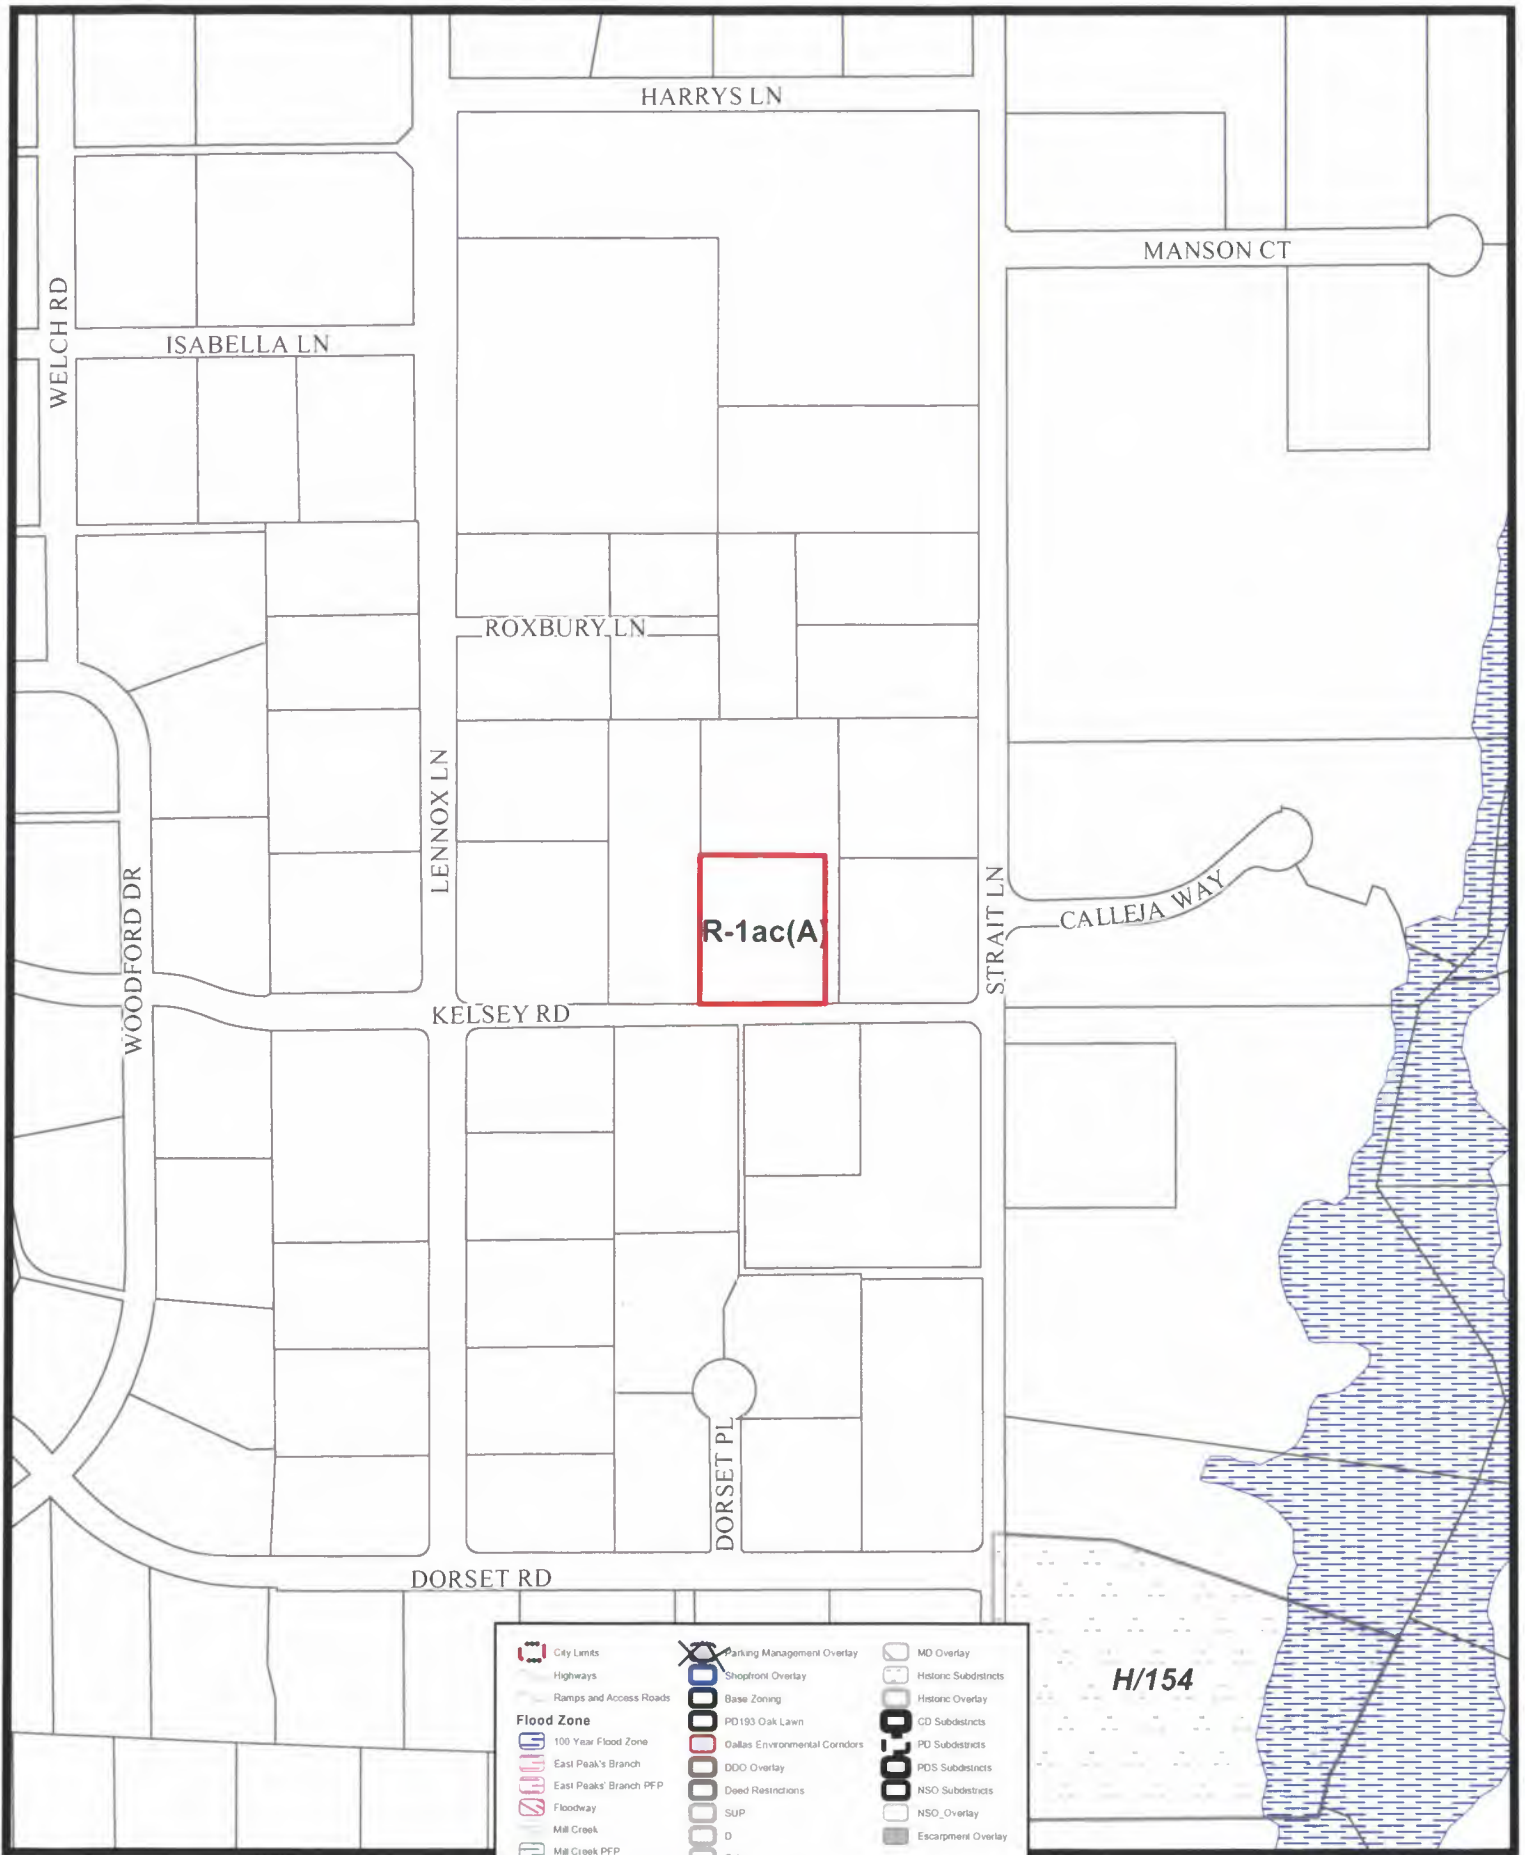 HARRYS LN
MANSON CT
WELCH RD
ISABELLA LN
ROXBURY LN
LENNOX LN
WOODFORD DR
STRAIT LN
CALLEJA WAY
R-1ac(A)
KELSEY RD
DORSET PL
DORSET RD
H/154
City Limits
Highways
Ramps and Access Roads
Flood Zone
100 Year Flood Zone
East Peak's Branch
East Peaks' Branch PFP
Floodway
Mill Creek
Mill Creek PFP
Parking Management Overlay
Shopfront Overlay
Base Zoning
PD193 Oak Lawn
Dallas Environmental Corridors
DDO Overlay
Deed Restrictions
SUP
D
MD Overlay
Historic Subdistricts
Historic Overlay
CD Subdistricts
PD Subdistricts
PDS Subdistricts
NSO Subdistricts
NSO_Overlay
Escarpment Overlay